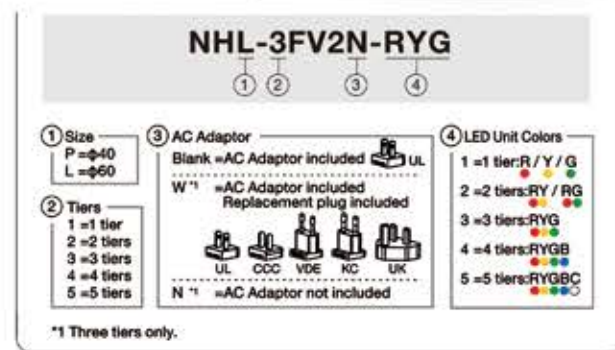 NHL-3FV2N-RYG
① ② ③ ④
① Size
P =ф40
L =ф60
② Tiers
1 =1 tier
2 =2 tiers
3 =3 tiers
4 =4 tiers
5 =5 tiers
③ AC Adaptor
Blank =AC Adaptor included UL
W *1 =AC Adaptor included
Replacement plug included
UL CCC VDE KC UK
N *1 =AC Adaptor not included
④ LED Unit Colors
1 =1 tier:R / Y / G
2 =2 tiers:RY / RG
3 =3 tiers:RYG
4 =4 tiers:RYGB
5 =5 tiers:RYGBC
*1 Three tiers only.